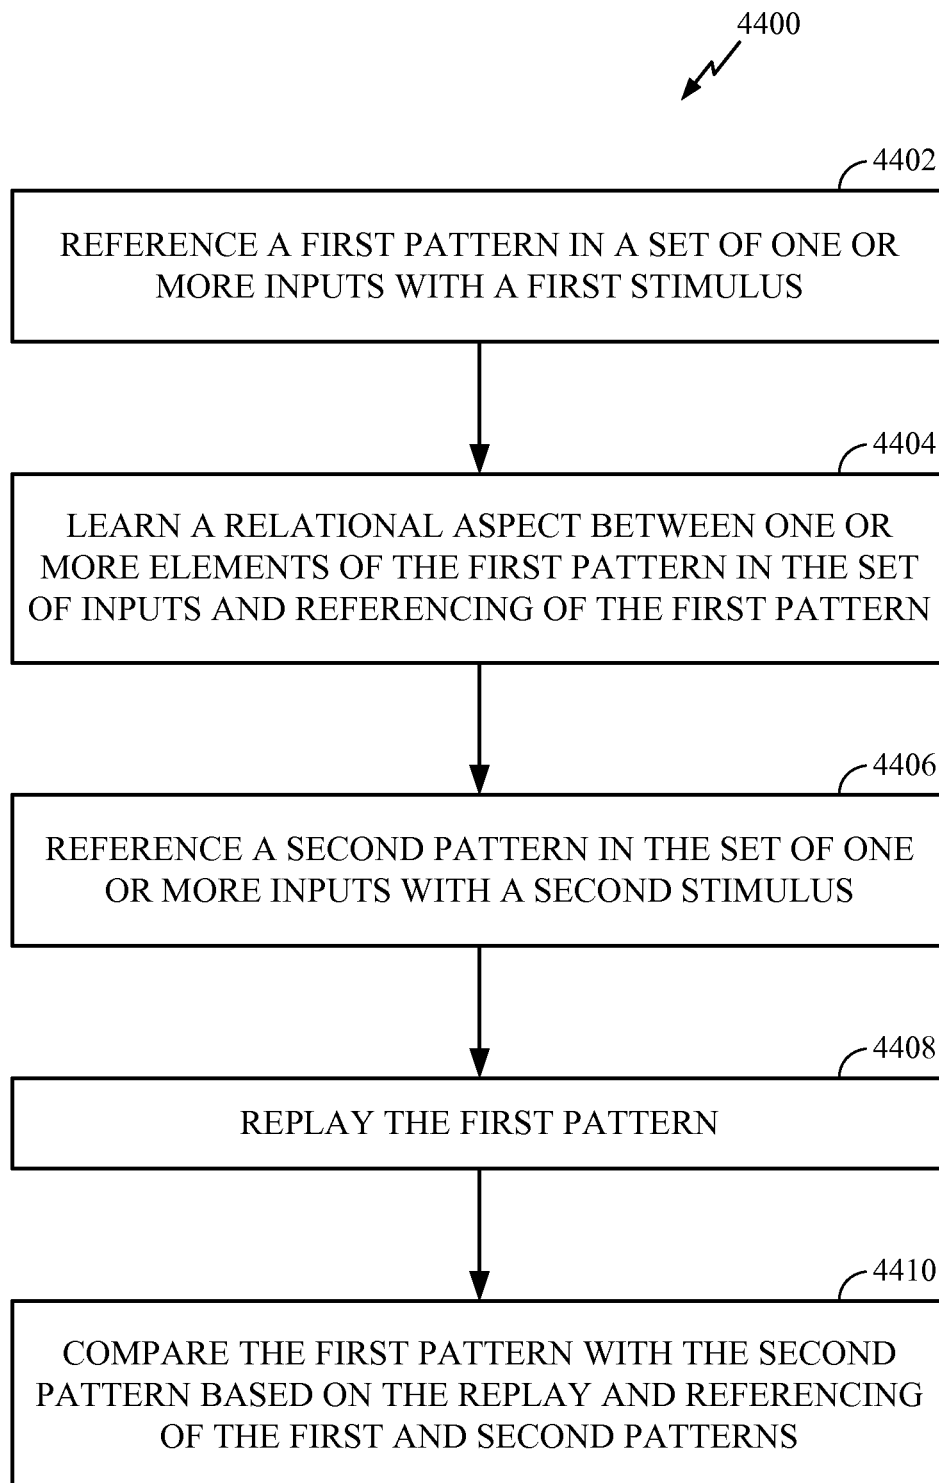 4400
4402
REFERENCE A FIRST PATTERN IN A SET OF ONE OR
MORE INPUTS WITH A FIRST STIMULUS
4404
LEARN A RELATIONAL ASPECT BETWEEN ONE OR
MORE ELEMENTS OF THE FIRST PATTERN IN THE SET
OF INPUTS AND REFERENCING OF THE FIRST PATTERN
4406
REFERENCE A SECOND PATTERN IN THE SET OF ONE
OR MORE INPUTS WITH A SECOND STIMULUS
4408
REPLAY THE FIRST PATTERN
4410
COMPARE THE FIRST PATTERN WITH THE SECOND
PATTERN BASED ON THE REPLAY AND REFERENCING
OF THE FIRST AND SECOND PATTERNS